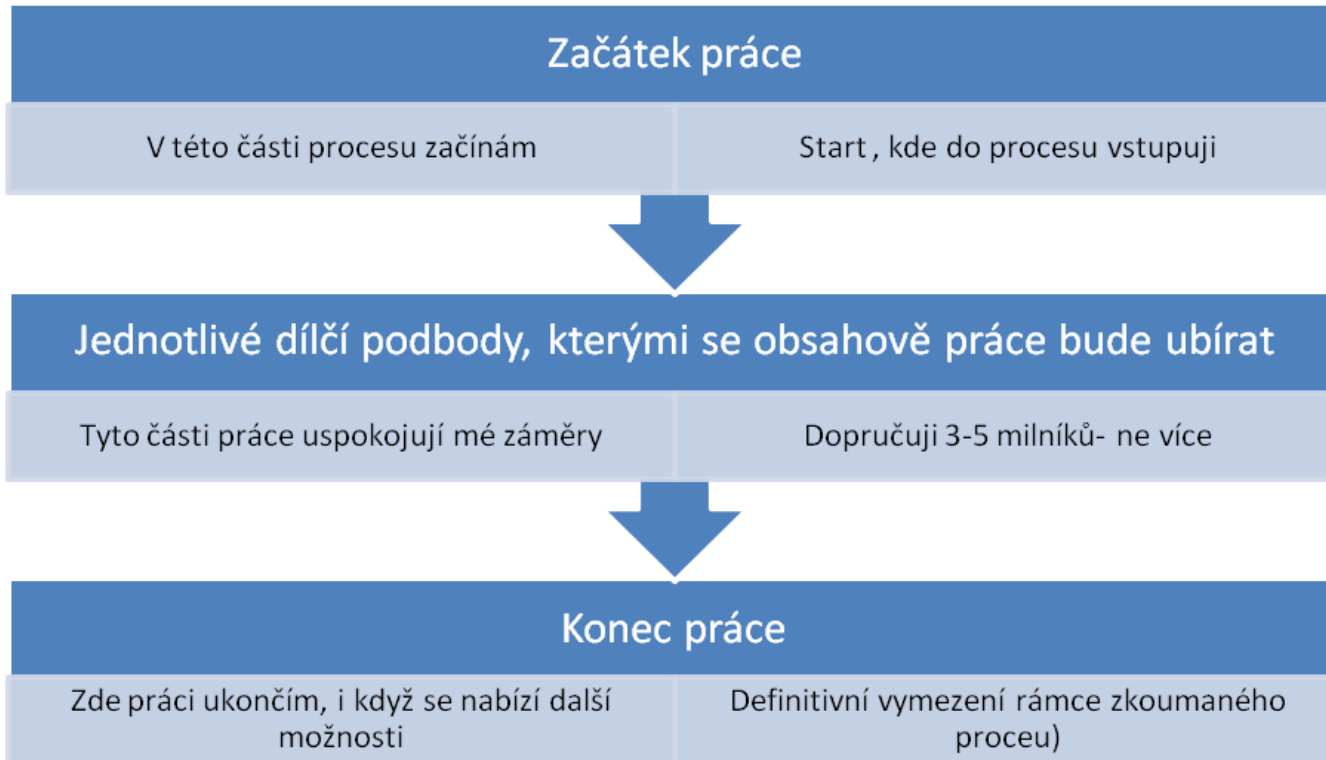 Začátek práce
V této části procesu začínám
Start , kde do procesu vstupuji
Jednotlivé dílčí podbody, kterými se obsahově práce bude ubírat
Tyto části práce uspokojují mé záměry
Dopručuji 3-5 milníků- ne více
Konec práce
Zde práci ukončím, i když se nabízí další
možnosti
Definitivní vymezení rámce zkoumaného
proceu)